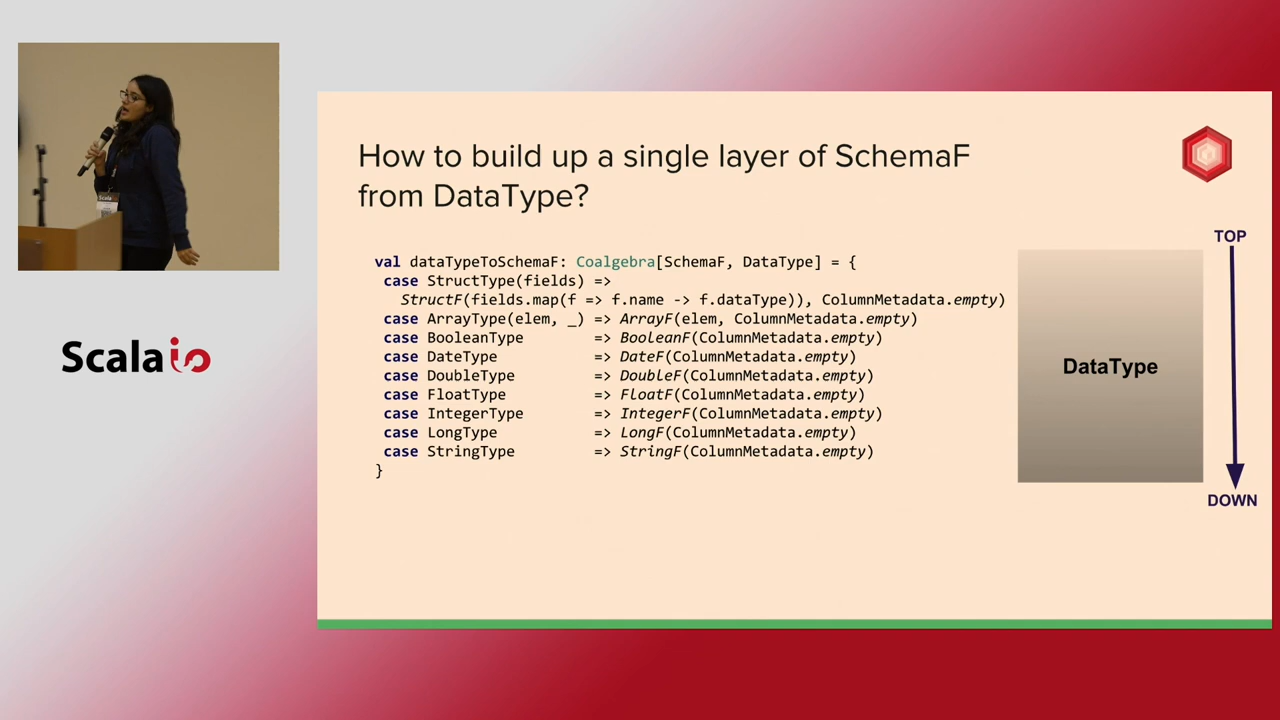 How to build up a single layer of SchemaF
from DataType?
val dataTypeToSchemaF: Coalgebra[SchemaF, DataType] = {
case StructType(fields) =>
StructF(fields.map(f => f.name -> f.dataType)), ColumnMetadata.empty)
case ArrayType(elem, _) => ArrayF(elem, ColumnMetadata.empty)
case BooleanType => BooleanF(ColumnMetadata.empty)
case DateType => DateF(ColumnMetadata.empty)
case DoubleType => DoubleF(ColumnMetadata.empty)
case FloatType => FloatF(ColumnMetadata.empty)
case IntegerType => IntegerF(ColumnMetadata.empty)
case LongType => LongF(ColumnMetadata.empty)
case StringType => StringF(ColumnMetadata.empty)
}
TOP
DataType
DOWN
Scala
Scala io